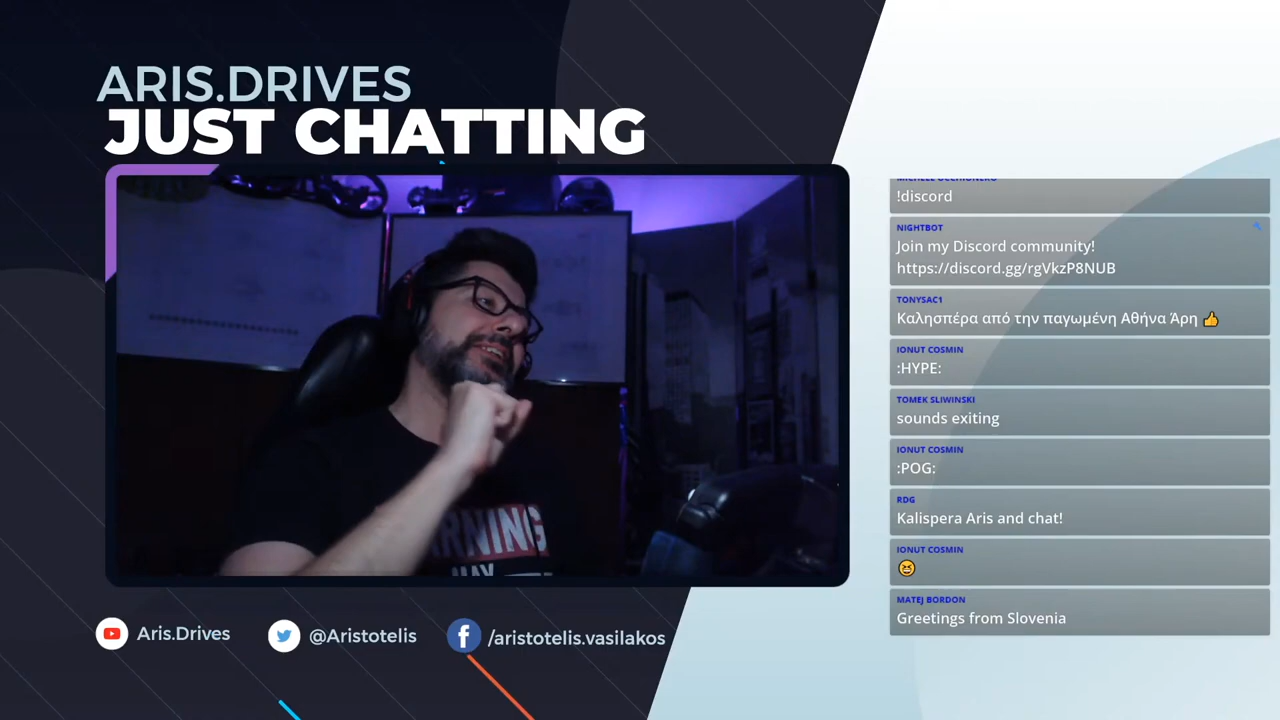 ARIS.DRIVES
JUST CHATTING
!discord
NIGHTBOT
Join my Discord community!
https://discord.gg/rgVkzP8NUB
TONYSAC1
Καλησπέρα από την παγωμένη Αθήνα Άρη 👍
IONUT COSMIN
:HYPE:
TOMEK SLIWINSKI
sounds exiting
IONUT COSMIN
:POG:
RDG
Kalispera Aris and chat!
IONUT COSMIN
😆
MATEJ BORDON
Greetings from Slovenia
Aris.Drives
@Aristotelis
/aristotelis.vasilakos